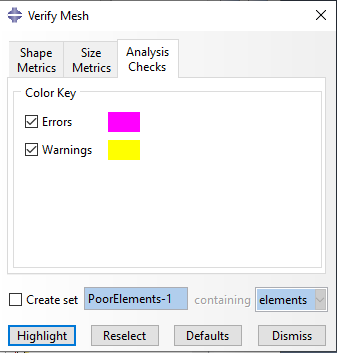 Verify Mesh
Shape Metrics
Size Metrics
Analysis Checks
Color Key
Errors
Warnings
Create set PoorElements-1 containing elements
Highlight Reselect Defaults Dismiss